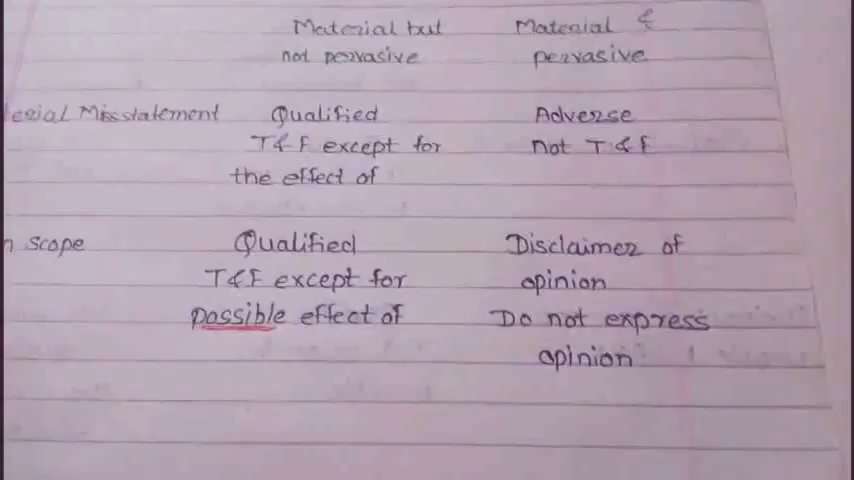 Material but Material &
not pervasive pervasive
terial Misstatement Qualified Adverse
T&F except for not T&F
the effect of
n scope Qualified Disclaimer of
T&F except for opinion
possible effect of Do not express
opinion